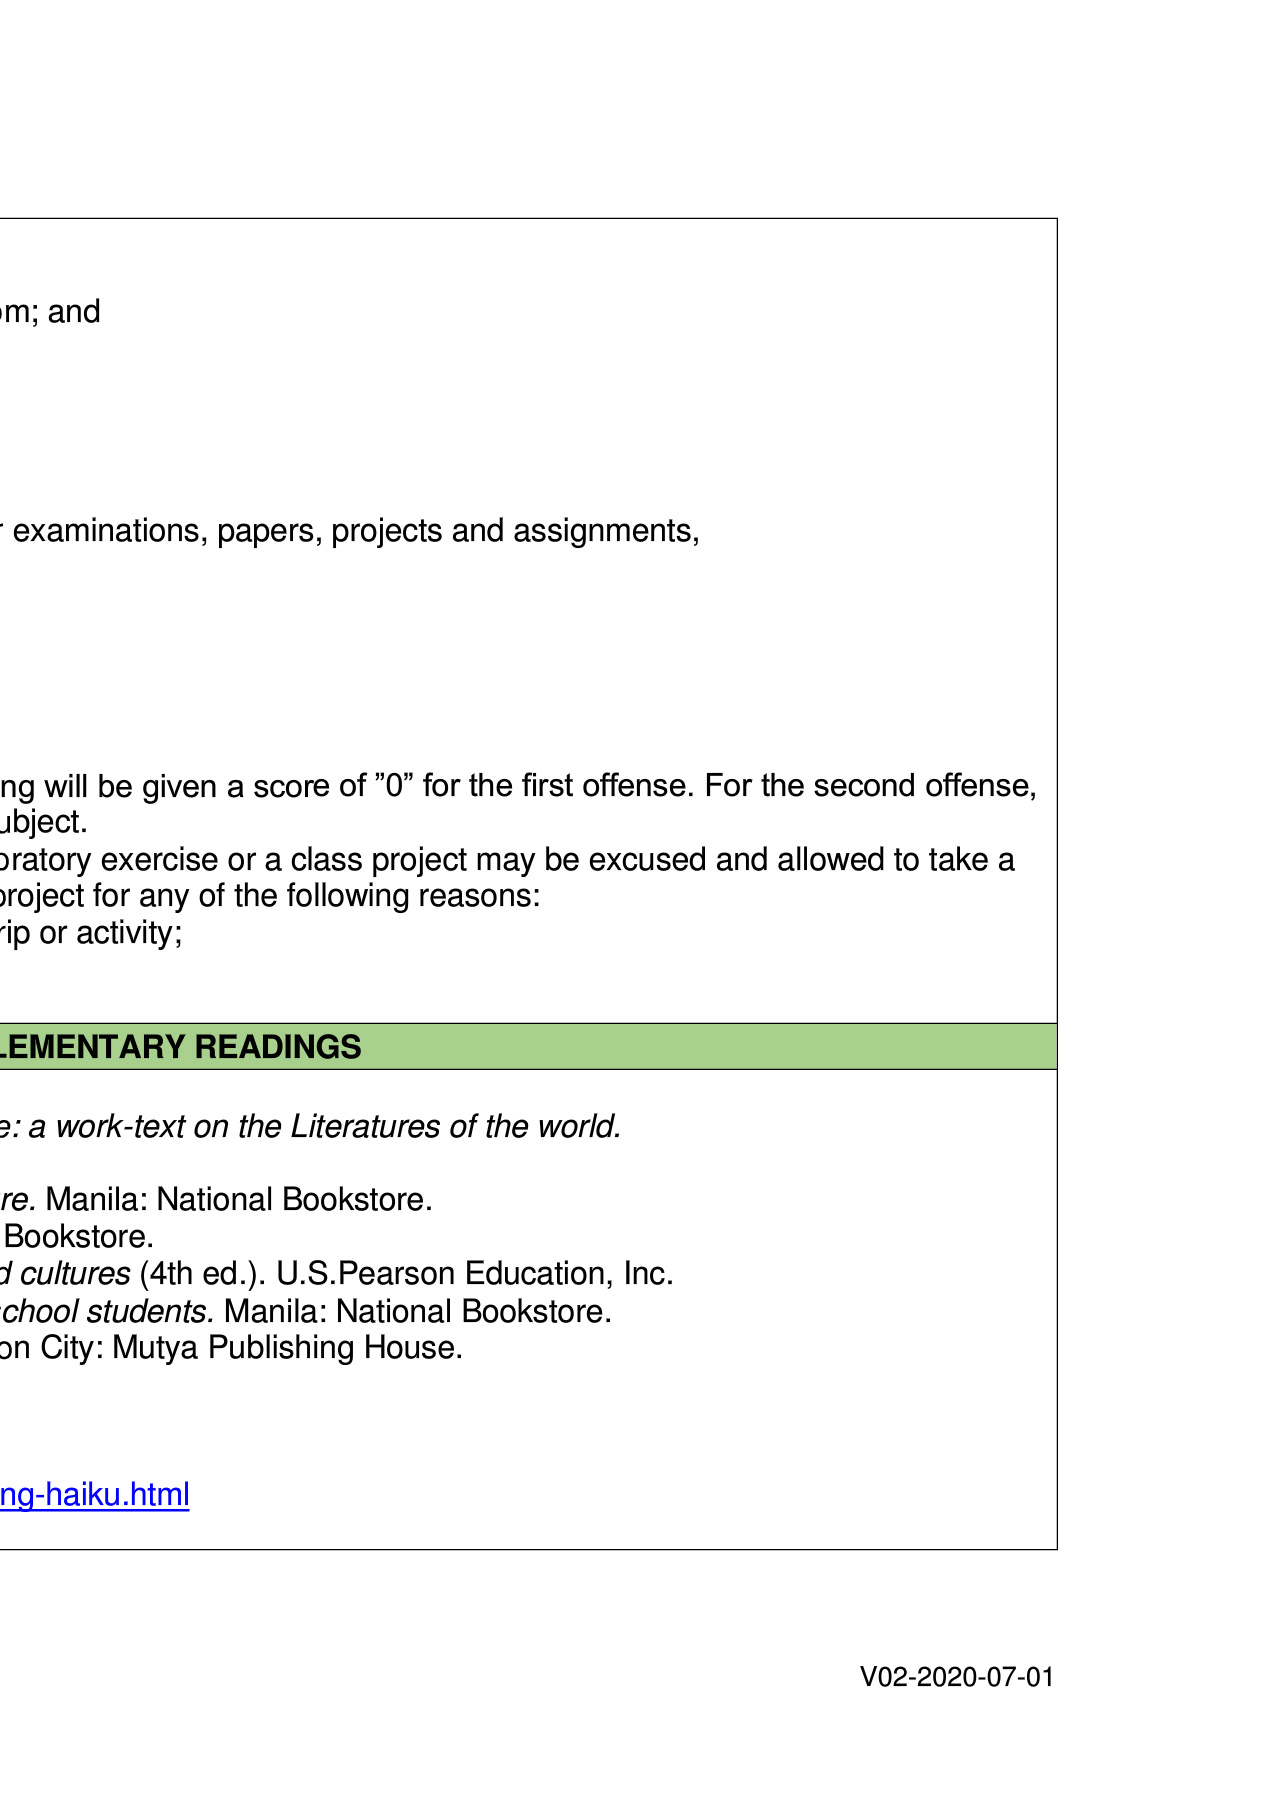 om; and
r examinations, papers, projects and assignments,
ng will be given a score of ”0” for the first offense. For the second offense,
ubject.
oratory exercise or a class project may be excused and allowed to take a
project for any of the following reasons:
rip or activity;
LEMENTARY READINGS
e: a work-text on the Literatures of the world.
re. Manila: National Bookstore.
Bookstore.
d cultures (4th ed.). U.S.Pearson Education, Inc.
school students. Manila: National Bookstore.
on City: Mutya Publishing House.
ng-haiku.html
V02-2020-07-01